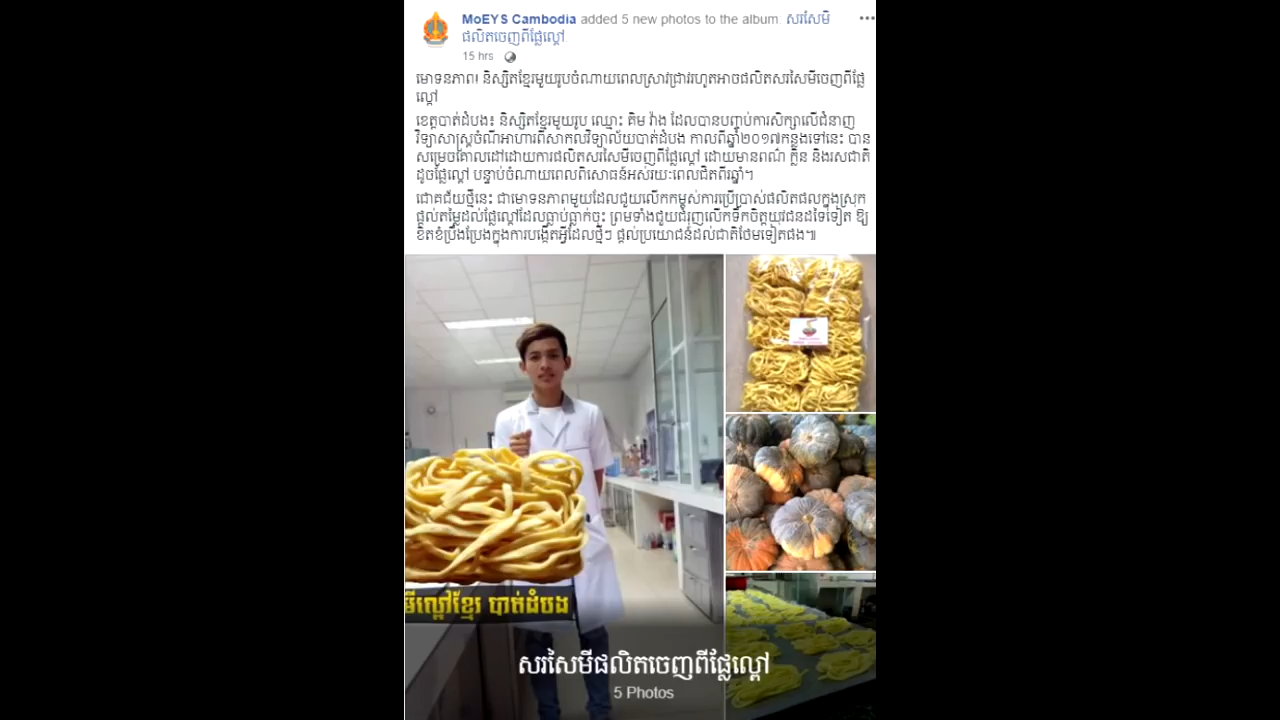 MoEYS Cambodia added 5 new photos to the album: សរសៃមី
ផលិតចេញពីផ្លែល្ពៅ.
15 hrs
មោទនភាព! និស្សិតខ្មែរមួយរូបចំណាយពេលស្រាវជ្រាវរហូតអាចផលិតសរសៃមីចេញពីផ្លែ
ល្ពៅ
ខេត្តបាត់ដំបង៖ និស្សិតខ្មែរមួយរូប ឈ្មោះ គិម វ៉ាង ដែលបានបញ្ចប់ការសិក្សាលើជំនាញ
វិទ្យាសាស្ត្រចំណីអាហារពីសាកលវិទ្យាល័យបាត់ដំបង កាលពីឆ្នាំ២០១៧កន្លងទៅនេះ បាន
សម្រេចគោលដៅដោយការផលិតសរសៃមីចេញពីផ្លែល្ពៅ ដោយមានពណ៌ ក្លិន និងរសជាតិ
ដូចផ្លែល្ពៅ បន្ទាប់ចំណាយពេលពិសោធន៍អស់រយៈពេលជិតពីរឆ្នាំ។
ជោគជ័យថ្មីនេះ ជាមោទនភាពមួយដែលជួយលើកកម្ពស់ការប្រើប្រាស់ផលិតផលក្នុងស្រុក
ផ្តល់តម្លៃដល់ផ្លែល្ពៅដែលធ្លាប់ធ្លាក់ចុះ ព្រមទាំងជួយជំរុញលើកទឹកចិត្តយុវជនដទៃទៀត ឱ្យ
ខិតខំប្រឹងប្រែងក្នុងការបង្កើតអ្វីដែលថ្មីៗ ផ្តល់ប្រយោជន៍ដល់ជាតិថែមទៀតផង៕
មីល្ពៅខ្មែរ បាត់ដំបង
សរសៃមីផលិតចេញពីផ្លែល្ពៅ
5 Photos